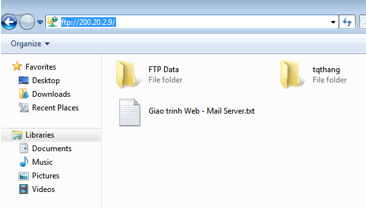 ftp://200.20.2.9/
Organize
Favorites
Desktop
Downloads
Recent Places
Libraries
Documents
Music
Pictures
Videos
FTP Data
File folder
tqthang
File folder
Giao trinh Web - Mail Server.txt